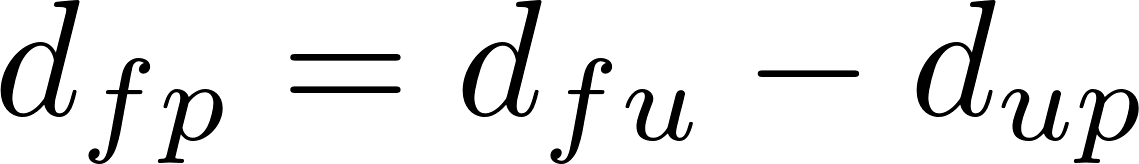 d_{fp} = d_{fu} - d_{up}